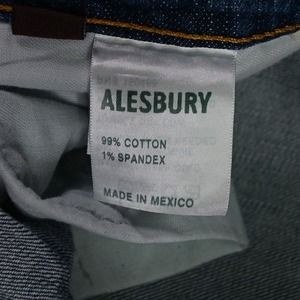 ALESBURY
99% COTTON
1% SPANDEX
MADE IN MEXICO